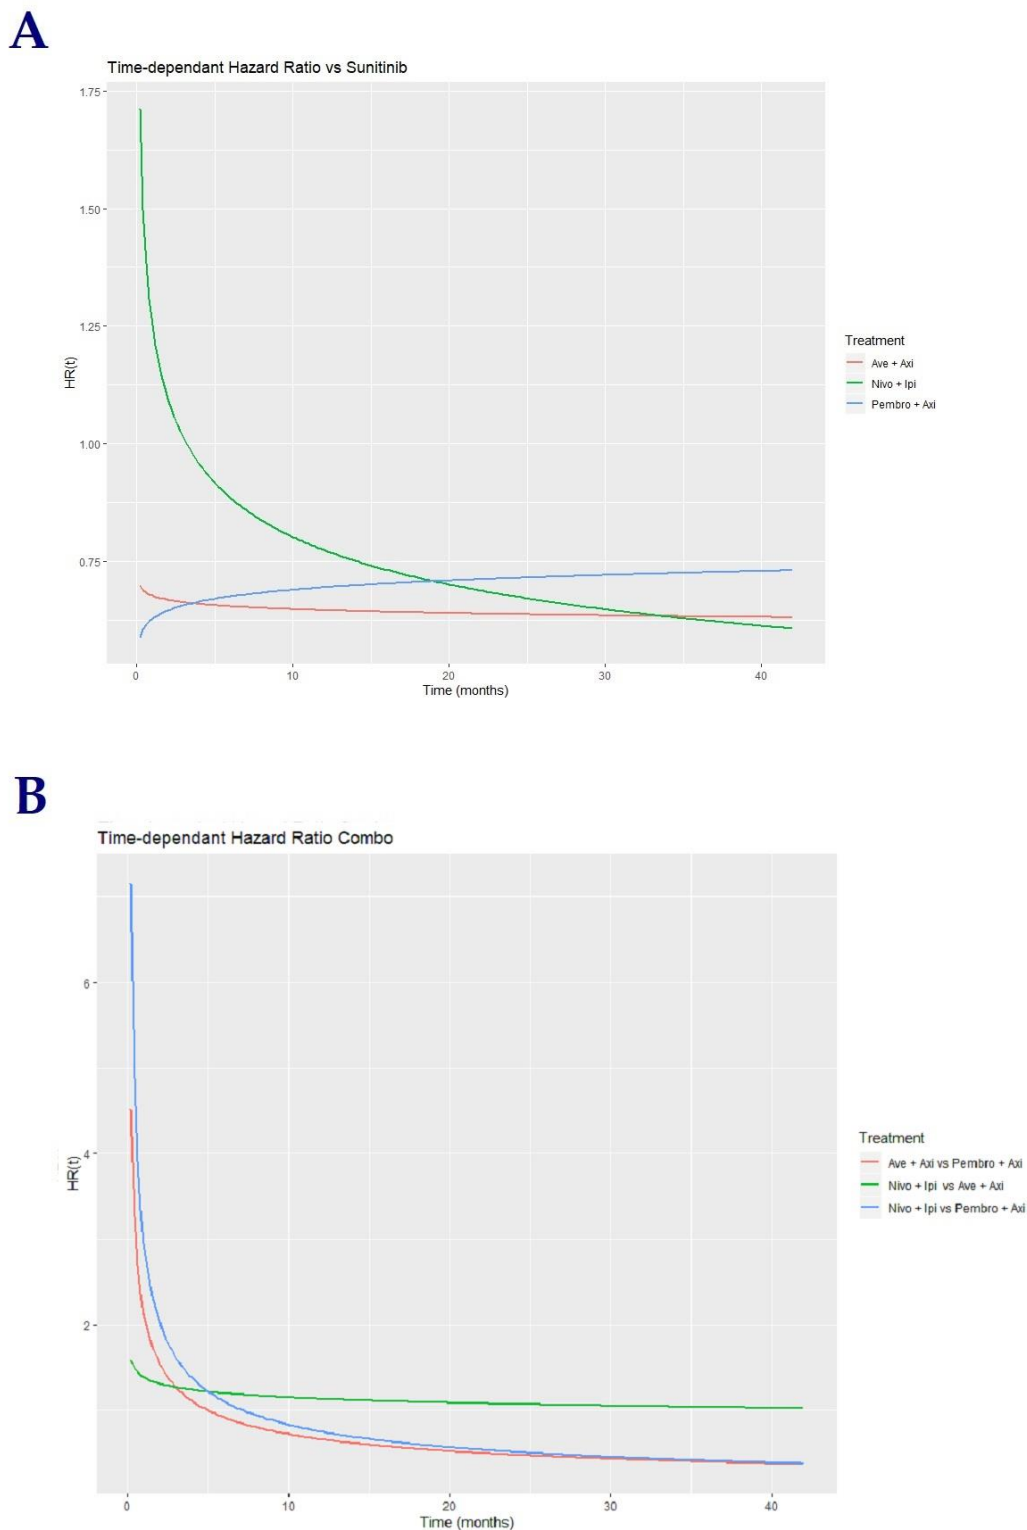 A
Time-dependant Hazard Ratio vs Sunitinib
1.75
1.50
1.25
1.00
0.75
HR(t)
0
10
20
30
40
Time (months)
Treatment
Ave + Axi
Nivo + Ipi
Pembro + Axi
B
Time-dependant Hazard Ratio Combo
6
4
2
HR(t)
0
10
20
30
40
Time (months)
Treatment
Ave + Axi vs Pembro + Axi
Nivo + Ipi vs Ave + Axi
Nivo + Ipi vs Pembro + Axi